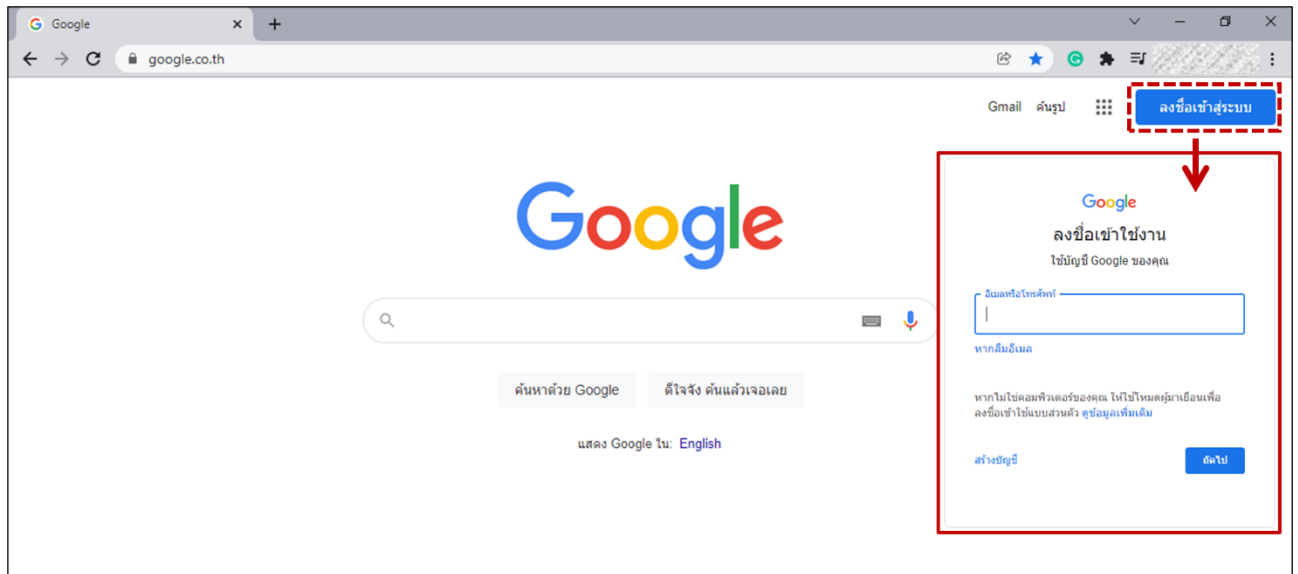 Google
google.co.th
Gmail ค้นรูป ลงชื่อเข้าสู่ระบบ
Google
ค้นหาด้วย Google ดีใจจัง ค้นแล้วเจอเลย
แสดง Google ใน: English
Google
ลงชื่อเข้าใช้งาน
ใช้บัญชี Google ของคุณ
อีเมลหรือโทรศัพท์
หากลืมอีเมล
หากไม่ใช่คอมพิวเตอร์ของคุณ ให้ใช้โหมดผู้มาเยือนเพื่อ
ลงชื่อเข้าใช้แบบส่วนตัว ดูข้อมูลเพิ่มเติม
สร้างบัญชี ถัดไป